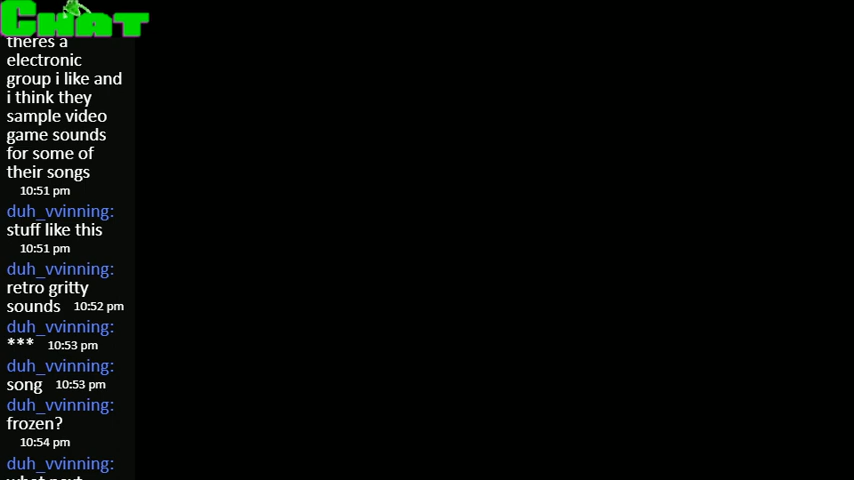 Chat
theres a
electronic
group i like and
i think they
sample video
game sounds
for some of
their songs
10:51 pm
duh_vvinning:
stuff like this
10:51 pm
duh_vvinning:
retro gritty
sounds 10:52 pm
duh_vvinning:
*** 10:53 pm
duh_vvinning:
song 10:53 pm
duh_vvinning:
frozen?
10:54 pm
duh_vvinning:
what next